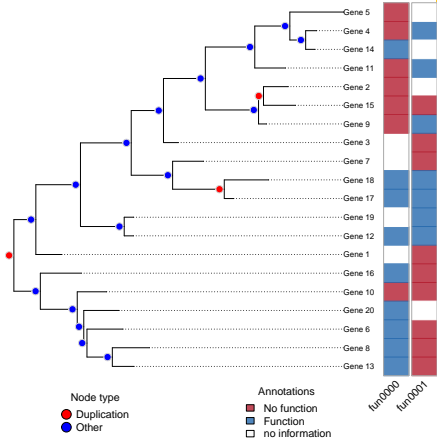 Gene 5
Gene 4
Gene 14
Gene 11
Gene 2
Gene 15
Gene 9
Gene 3
Gene 7
Gene 18
Gene 17
Gene 19
Gene 12
Gene 1
Gene 16
Gene 10
Gene 20
Gene 6
Gene 8
Gene 13
fun0000
fun0001
Node type
Duplication
Other
Annotations
No function
Function
no information